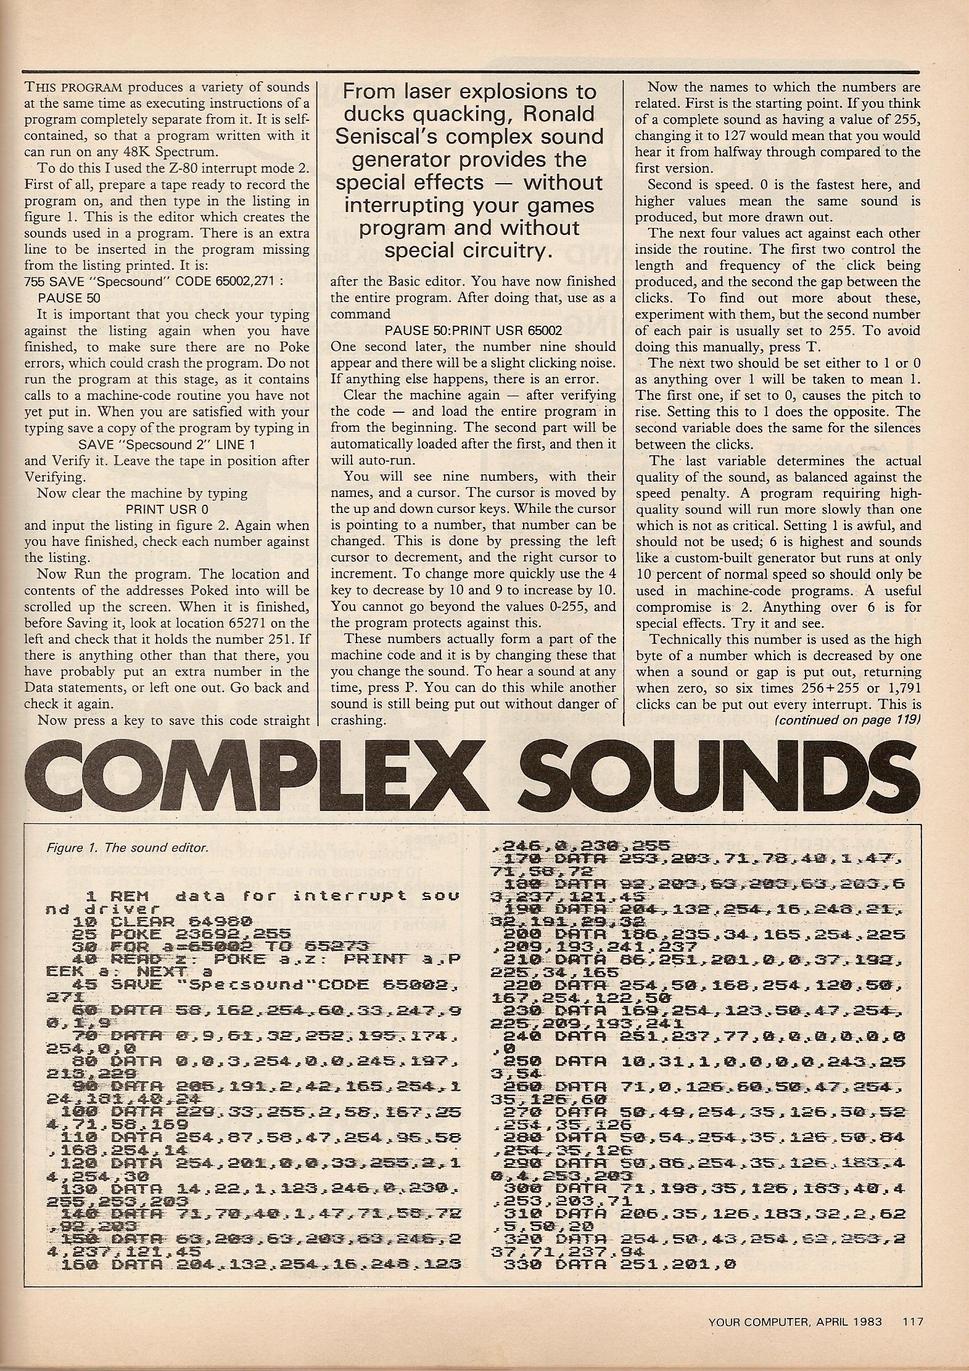 THIS PROGRAM produces a variety of sounds
at the same time as executing instructions of a
program completely separate from it. It is self-
contained, so that a program written with it
can run on any 48K Spectrum.
To do this I used the Z-80 interrupt mode 2.
First of all, prepare a tape ready to record the
program on, and then type in the listing in
figure 1. This is the editor which creates the
sounds used in a program. There is an extra
line to be inserted in the program missing
from the listing printed. It is:
755 SAVE "Specsound" CODE 65002,271 :
PAUSE 50
It is important that you check your typing
against the listing again when you have
finished, to make sure there are no Poke
errors, which could crash the program. Do not
run the program at this stage, as it contains
calls to a machine-code routine you have not
yet put in. When you are satisfied with your
typing save a copy of the program by typing in
SAVE "Specsound 2" LINE 1
and Verify it. Leave the tape in position after
Verifying.
Now clear the machine by typing
PRINT USR 0
and input the listing in figure 2. Again when
you have finished, check each number against
the listing.
Now Run the program. The location and
contents of the addresses Poked into will be
scrolled up the screen. When it is finished,
before Saving it, look at location 65271 on the
left and check that it holds the number 251. If
there is anything other than that there, you
have probably put an extra number in the
Data statements, or left one out. Go back and
check it again.
Now press a key to save this code straight
From laser explosions to
ducks quacking, Ronald
Seniscal's complex sound
generator provides the
special effects — without
interrupting your games
program and without
special circuitry.
after the Basic editor. You have now finished
the entire program. After doing that, use as a
command
PAUSE 50:PRINT USR 65002
One second later, the number nine should
appear and there will be a slight clicking noise.
If anything else happens, there is an error.
Clear the machine again — after verifying
the code — and load the entire program in
from the beginning. The second part will be
automatically loaded after the first, and then it
will auto-run.
You will see nine numbers, with their
names, and a cursor. The cursor is moved by
the up and down cursor keys. While the cursor
is pointing to a number, that number can be
changed. This is done by pressing the left
cursor to decrement, and the right cursor to
increment. To change more quickly use the 4
key to decrease by 10 and 9 to increase by 10.
You cannot go beyond the values 0-255, and
the program protects against this.
These numbers actually form a part of the
machine code and it is by changing these that
you change the sound. To hear a sound at any
time, press P. You can do this while another
sound is still being put out without danger of
crashing.
Now the names to which the numbers are
related. First is the starting point. If you think
of a complete sound as having a value of 255,
changing it to 127 would mean that you would
hear it from halfway through compared to the
first version.
Second is speed. 0 is the fastest here, and
higher values mean the same sound is
produced, but more drawn out.
The next four values act against each other
inside the routine. The first two control the
length and frequency of the click being
produced, and the second the gap between the
clicks. To find out more about these,
experiment with them, but the second number
of each pair is usually set to 255. To avoid
doing this manually, press T.
The next two should be set either to 1 or 0
as anything over 1 will be taken to mean 1.
The first one, if set to 0, causes the pitch to
rise. Setting this to 1 does the opposite. The
second variable does the same for the silences
between the clicks.
The last variable determines the actual
quality of the sound, as balanced against the
speed penalty. A program requiring high-
quality sound will run more slowly than one
which is not as critical. Setting 1 is awful, and
should not be used; 6 is highest and sounds
like a custom-built generator but runs at only
10 percent of normal speed so should only be
used in machine-code programs. A useful
compromise is 2. Anything over 6 is for
special effects. Try it and see.
Technically this number is used as the high
byte of a number which is decreased by one
when a sound or gap is put out, returning
when zero, so six times 256+255 or 1,791
clicks can be put out every interrupt. This is
(continued on page 119)
COMPLEX SOUNDS
Figure 1. The sound editor.
1 REM data for interrupt sou
nd driver
10 CLEAR 64980
25 POKE 23692,255
30 FOR a=65002 TO 65273
40 READ z: POKE a,z: PRINT a,P
EEK a: NEXT a
45 SAVE "Specsound"CODE 65002,
271
60 DATA 58,162,254,60,33,247,9
0,1,9
70 DATA 0,9,61,32,252,195,174,
254,0,0
80 DATA 0,0,3,254,0,0,245,197,
213,229
90 DATA 205,191,2,42,165,254,1
24,181,40,24
100 DATA 229,33,255,2,58,167,25
4,71,58,169
110 DATA 254,87,58,47,254,95,58
,168,254,14
120 DATA 254,201,0,0,33,255,2,1
4,254,30
130 DATA 14,22,1,123,246,0,230,
255,253,203
140 DATA 71,70,40,1,47,71,58,72
,92,203
150 DATA 63,203,63,203,63,246,2
4,237,121,45
160 DATA 204,132,254,16,248,123
,246,0,230,255
170 DATA 253,203,71,78,40,1,47,
71,58,72
180 DATA 92,203,63,203,63,203,6
3,237,121,45
190 DATA 204,132,254,16,248,21,
32,191,29,32
200 DATA 186,235,34,165,254,225
,209,193,241,237
210 DATA 86,251,201,0,0,37,192,
225,34,165
220 DATA 254,50,168,254,120,50,
167,254,122,50
230 DATA 169,254,123,50,47,254,
225,209,193,241
240 DATA 251,237,77,0,0,0,0,0,0
,0
250 DATA 10,31,1,0,0,0,0,243,25
3,54
260 DATA 71,0,126,60,50,47,254,
35,126,60
270 DATA 50,49,254,35,126,50,52
,254,35,126
280 DATA 50,54,254,35,126,50,84
,254,35,126
290 DATA 50,86,254,35,126,183,4
0,4,253,203
300 DATA 71,198,35,126,183,40,4
,253,203,71
310 DATA 206,35,126,183,32,2,62
,5,50,20
320 DATA 254,50,43,254,62,253,2
37,71,237,94
330 DATA 251,201,0
YOUR COMPUTER, APRIL 1983 117